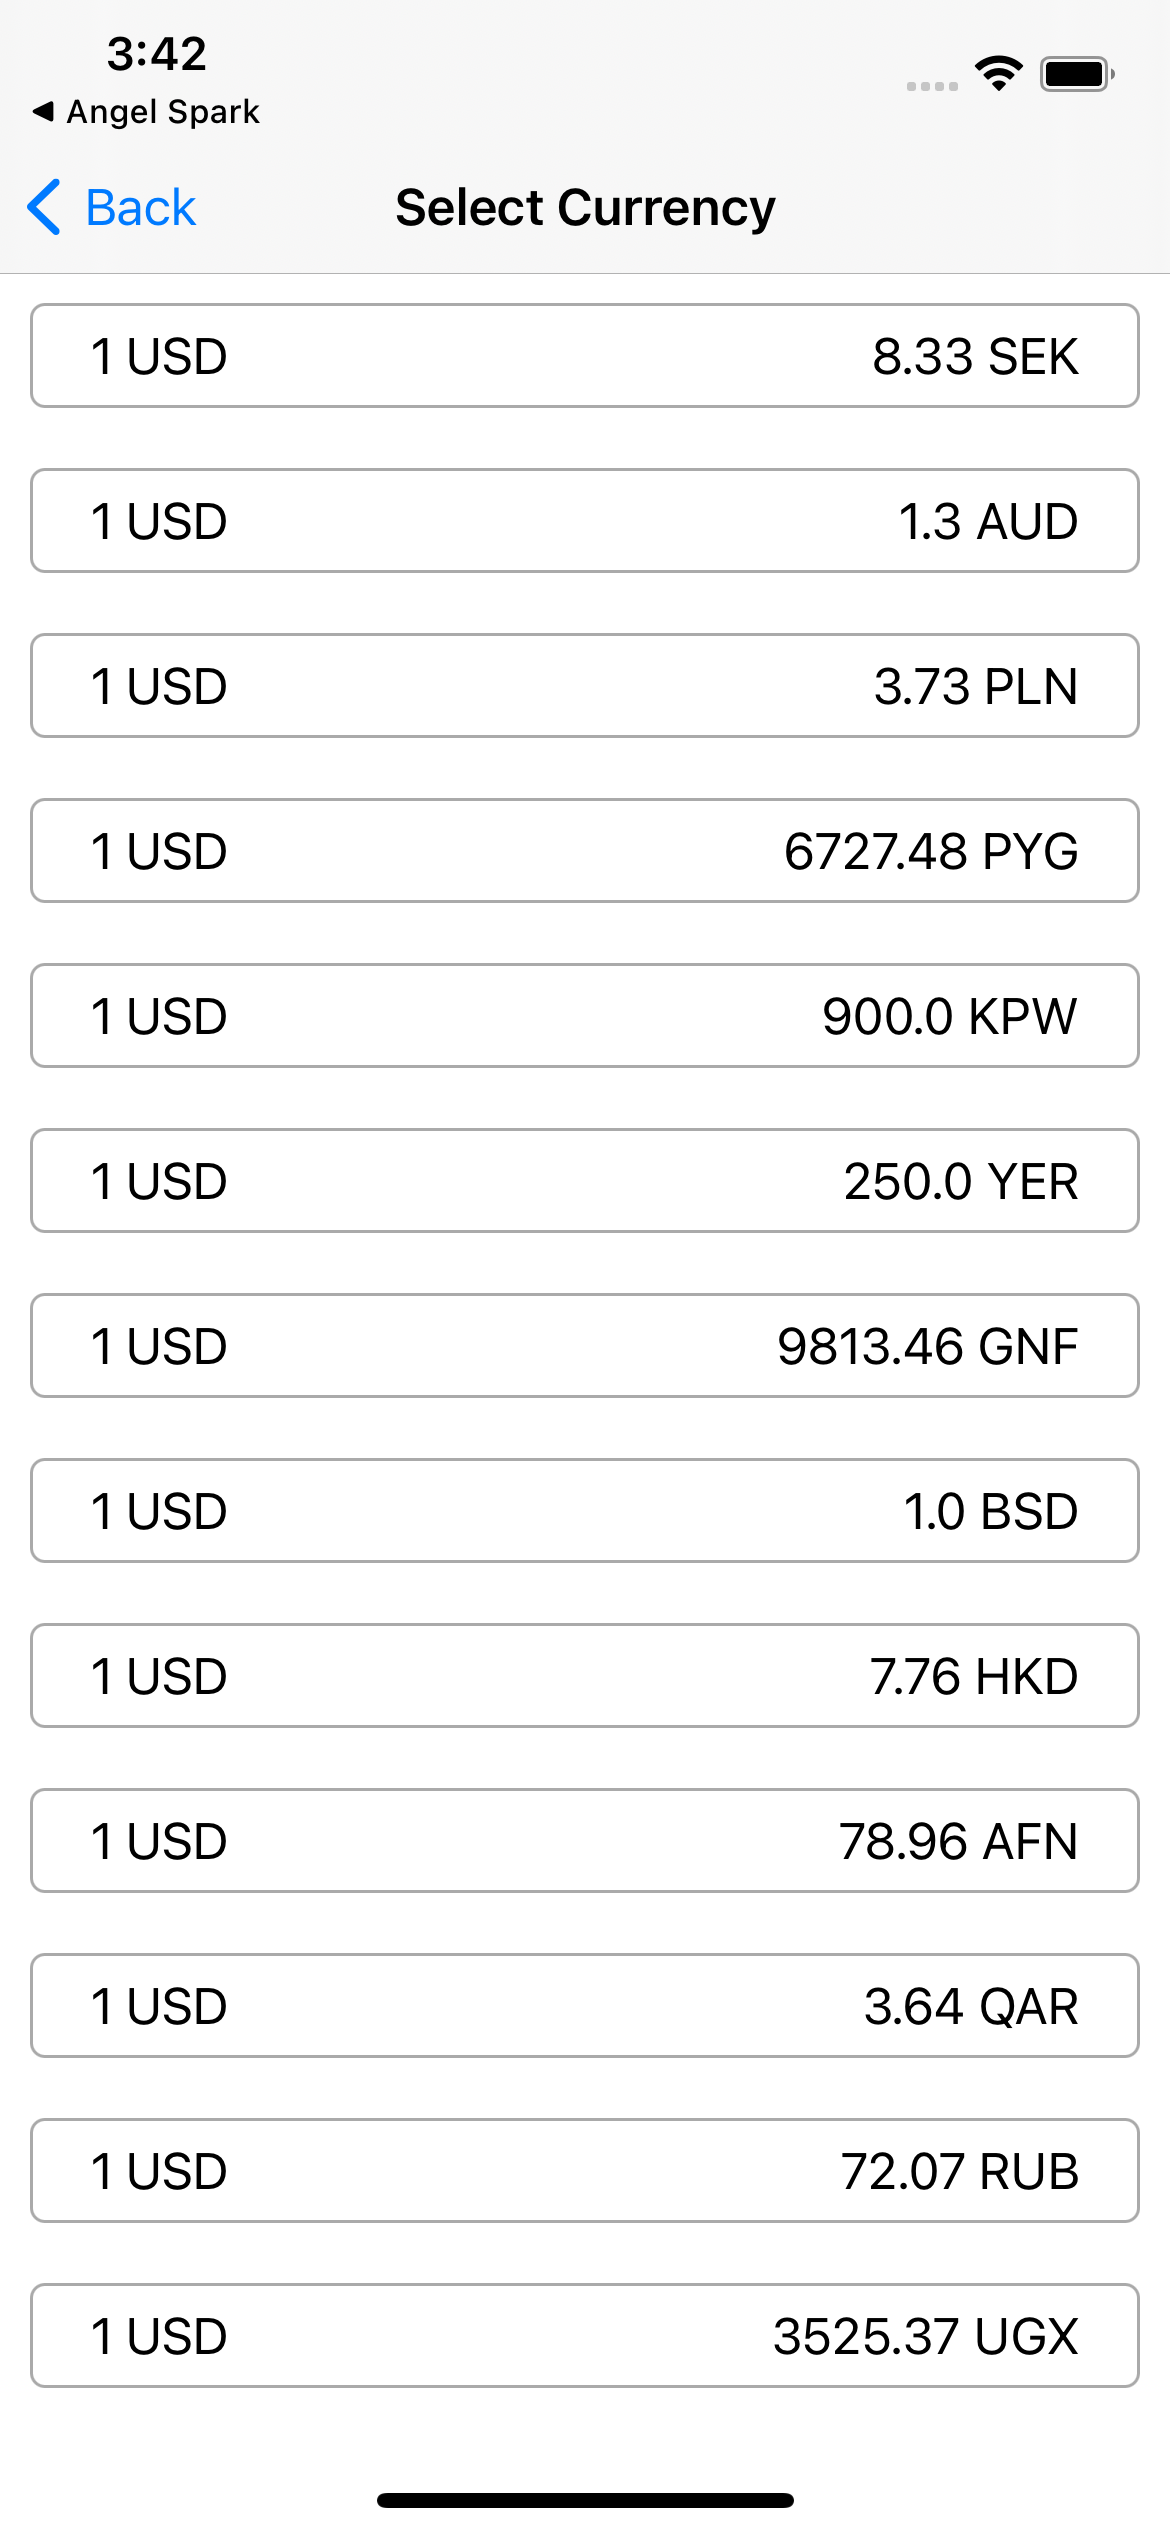 3:42
◀ Angel Spark
Back
Select Currency
1 USD 8.33 SEK
1 USD 1.3 AUD
1 USD 3.73 PLN
1 USD 6727.48 PYG
1 USD 900.0 KPW
1 USD 250.0 YER
1 USD 9813.46 GNF
1 USD 1.0 BSD
1 USD 7.76 HKD
1 USD 78.96 AFN
1 USD 3.64 QAR
1 USD 72.07 RUB
1 USD 3525.37 UGX